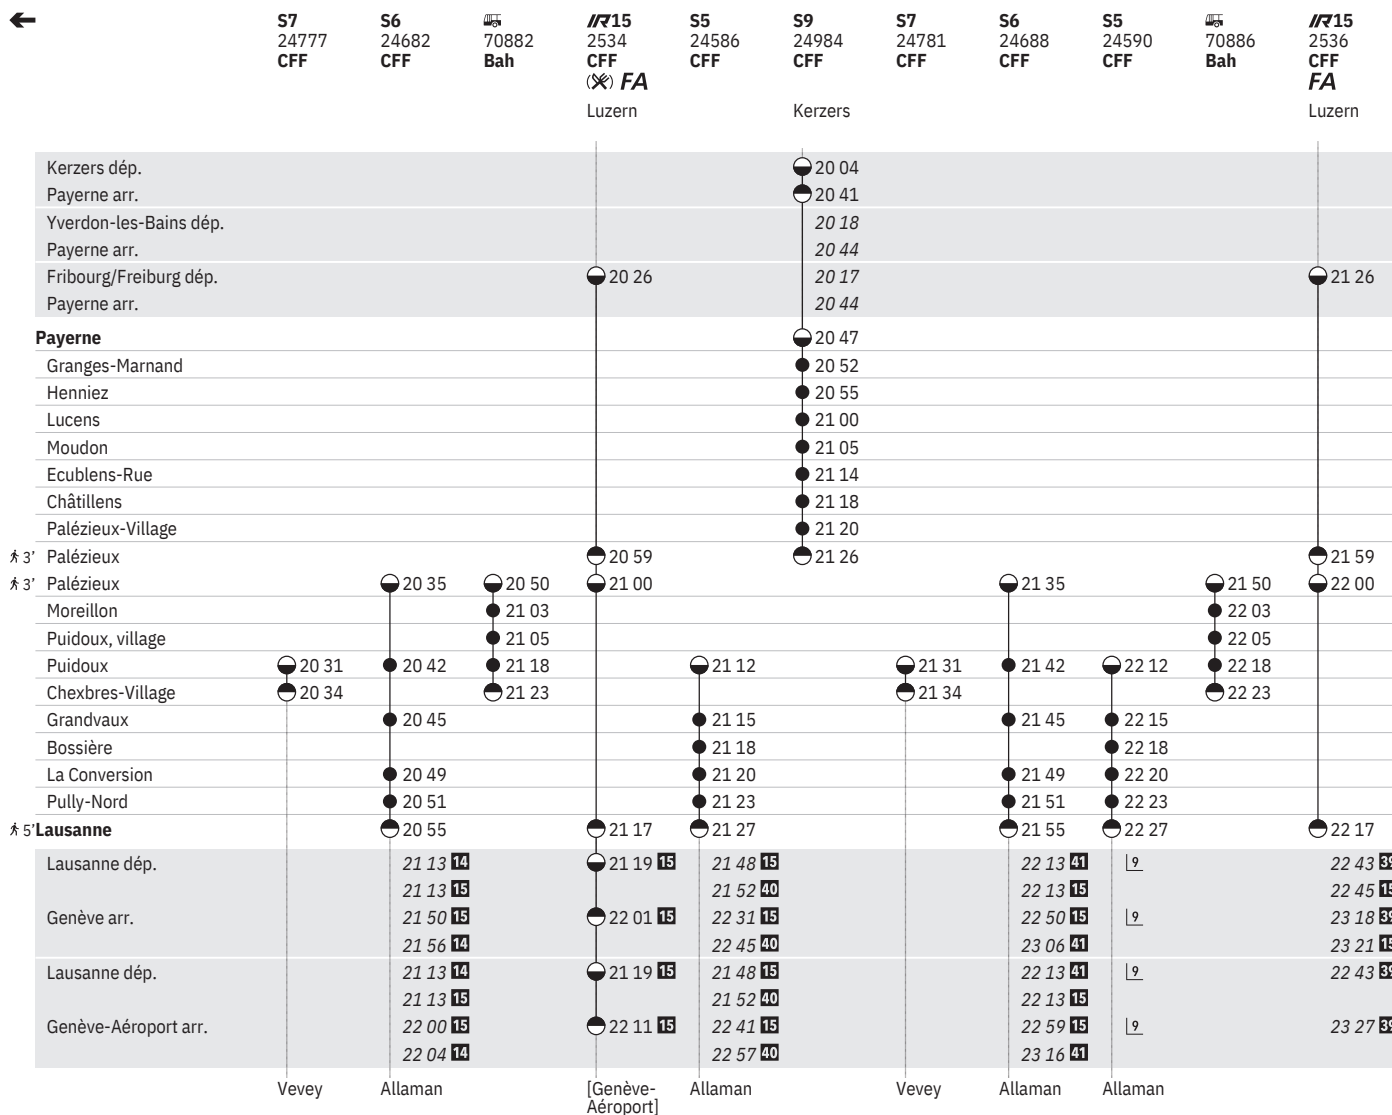 S7 S6 IR15 S5 S9 S7 S6 S5 IR15
24777 24682 70882 2534 24586 24984 24781 24688 24590 70886 2536
CFF CFF Bah CFF CFF CFF CFF CFF CFF Bah CFF
FA FA
Luzern Kerzers Luzern
Kerzers dép. 20 04
Payerne arr. 20 41
Yverdon-les-Bains dép. 20 18
Payerne arr. 20 44
Fribourg/Freiburg dép. 20 26 20 17 21 26
Payerne arr. 20 44
Payerne 20 47
Granges-Marnand 20 52
Henniez 20 55
Lucens 21 00
Moudon 21 05
Ecublens-Rue 21 14
Châtillens 21 18
Palézieux-Village 21 20
3' Palézieux 20 59 21 26 21 59
3' Palézieux 20 35 20 50 21 00 21 35 21 50 22 00
Moreillon 21 03 22 03
Puidoux, village 21 05 22 05
Puidoux 20 31 20 42 21 18 21 12 21 31 21 42 22 12 22 18
Chexbres-Village 20 34 21 23 21 34 22 23
Grandvaux 20 45 21 15 21 45 22 15
Bossière 21 18 22 18
La Conversion 20 49 21 20 21 49 22 20
Pully-Nord 20 51 21 23 21 51 22 23
5' Lausanne 20 55 21 17 21 27 21 55 22 27 22 17
Lausanne dép. 21 13 14 21 19 15 21 48 15 22 13 41 9 22 43 39
21 13 15 21 52 40 22 13 15 22 45 15
Genève arr. 21 50 15 22 01 15 22 31 15 22 50 15 9 23 18 39
21 56 14 22 45 40 23 06 41 23 21 15
Lausanne dép. 21 13 14 21 19 15 21 48 15 22 13 41 9 22 43 39
21 13 15 21 52 40 22 13 15
Genève-Aéroport arr. 22 00 15 22 11 15 22 41 15 22 59 15 9 23 27 39
22 04 14 22 57 40 23 16 41
Vevey Allaman [Genève- Allaman Vevey Allaman Allaman
Aéroport]